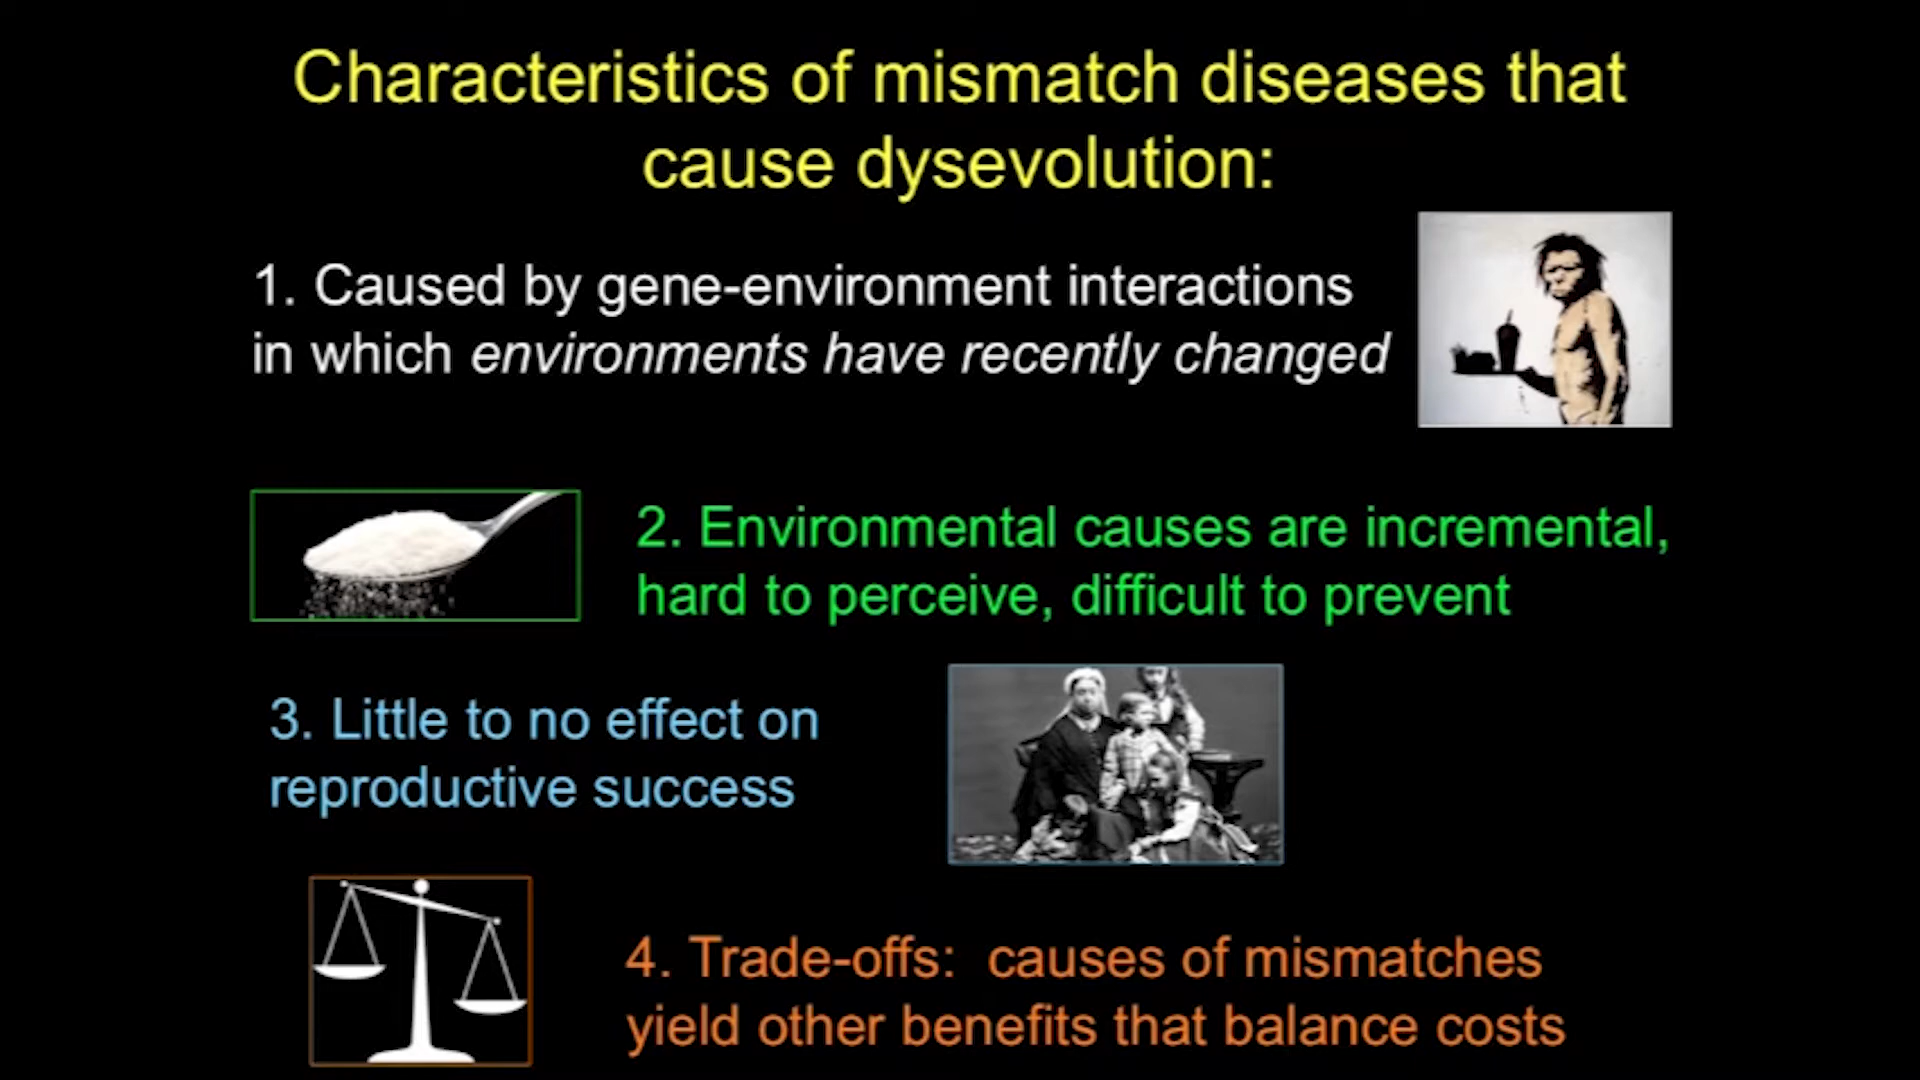 Characteristics of mismatch diseases that
cause dysevolution:
1. Caused by gene-environment interactions
in which environments have recently changed
2. Environmental causes are incremental,
hard to perceive, difficult to prevent
3. Little to no effect on
reproductive success
4. Trade-offs: causes of mismatches
yield other benefits that balance costs